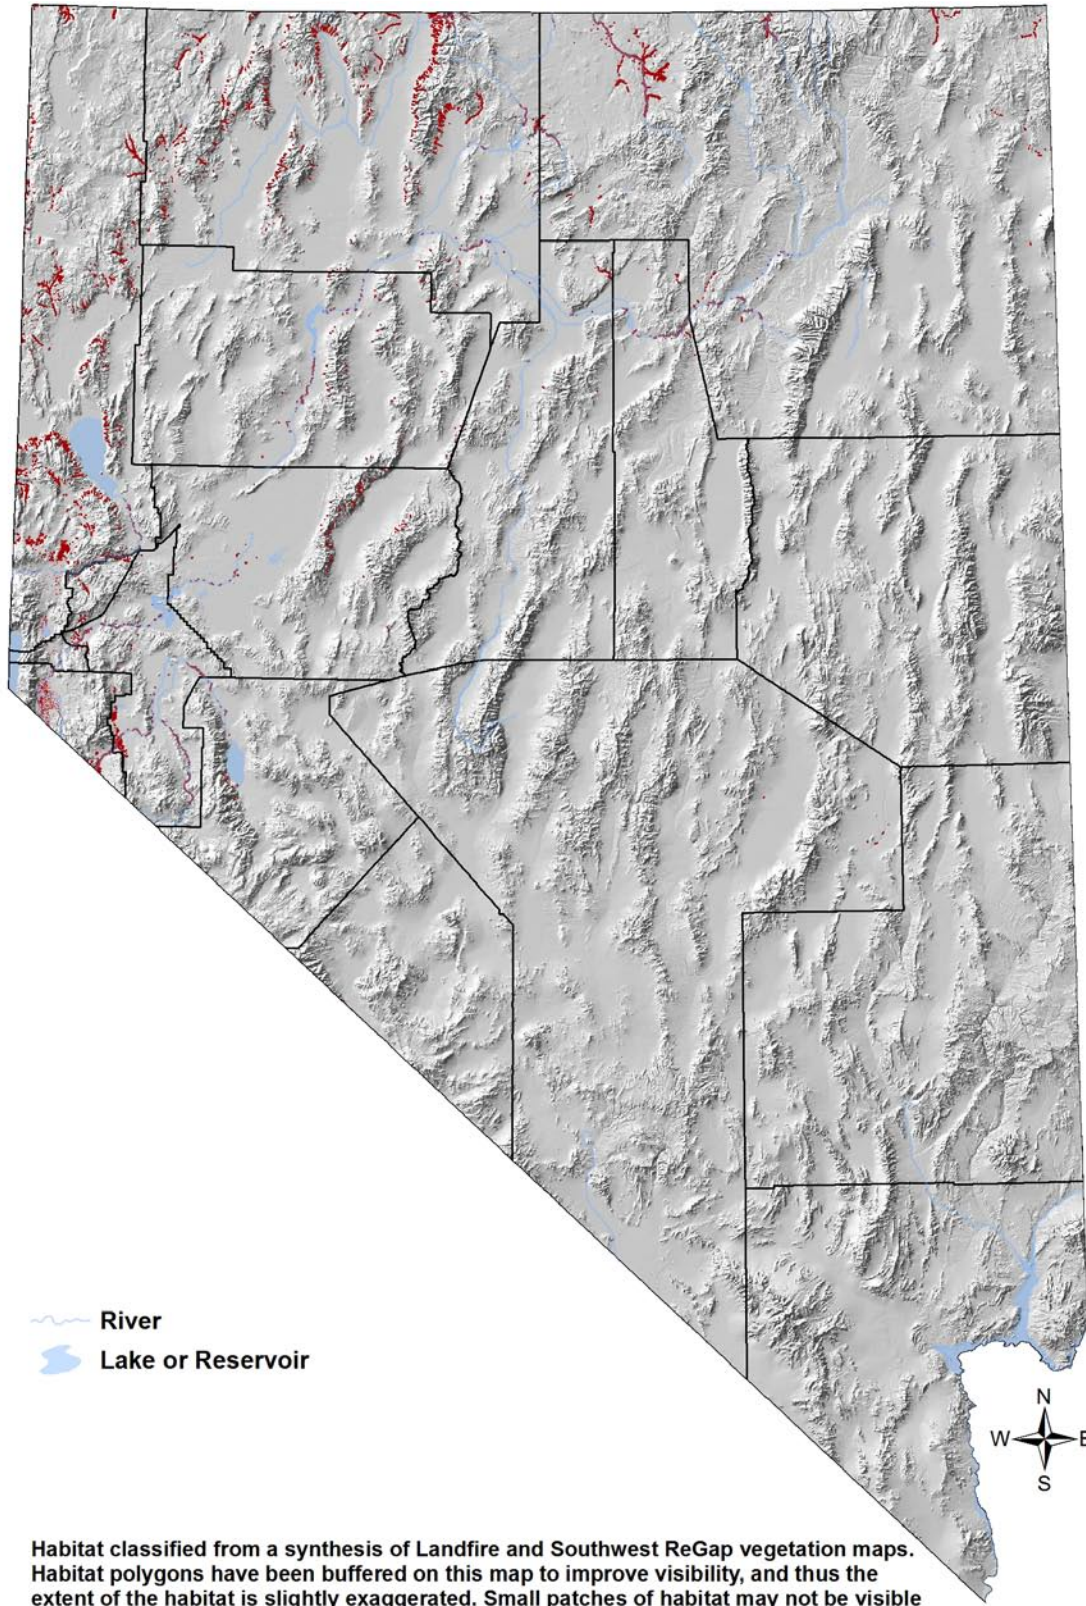 River
Lake or Reservoir
N
W E
S
Habitat classified from a synthesis of Landfire and Southwest ReGap vegetation maps.
Habitat polygons have been buffered on this map to improve visibility, and thus the
extent of the habitat is slightly exaggerated. Small patches of habitat may not be visible